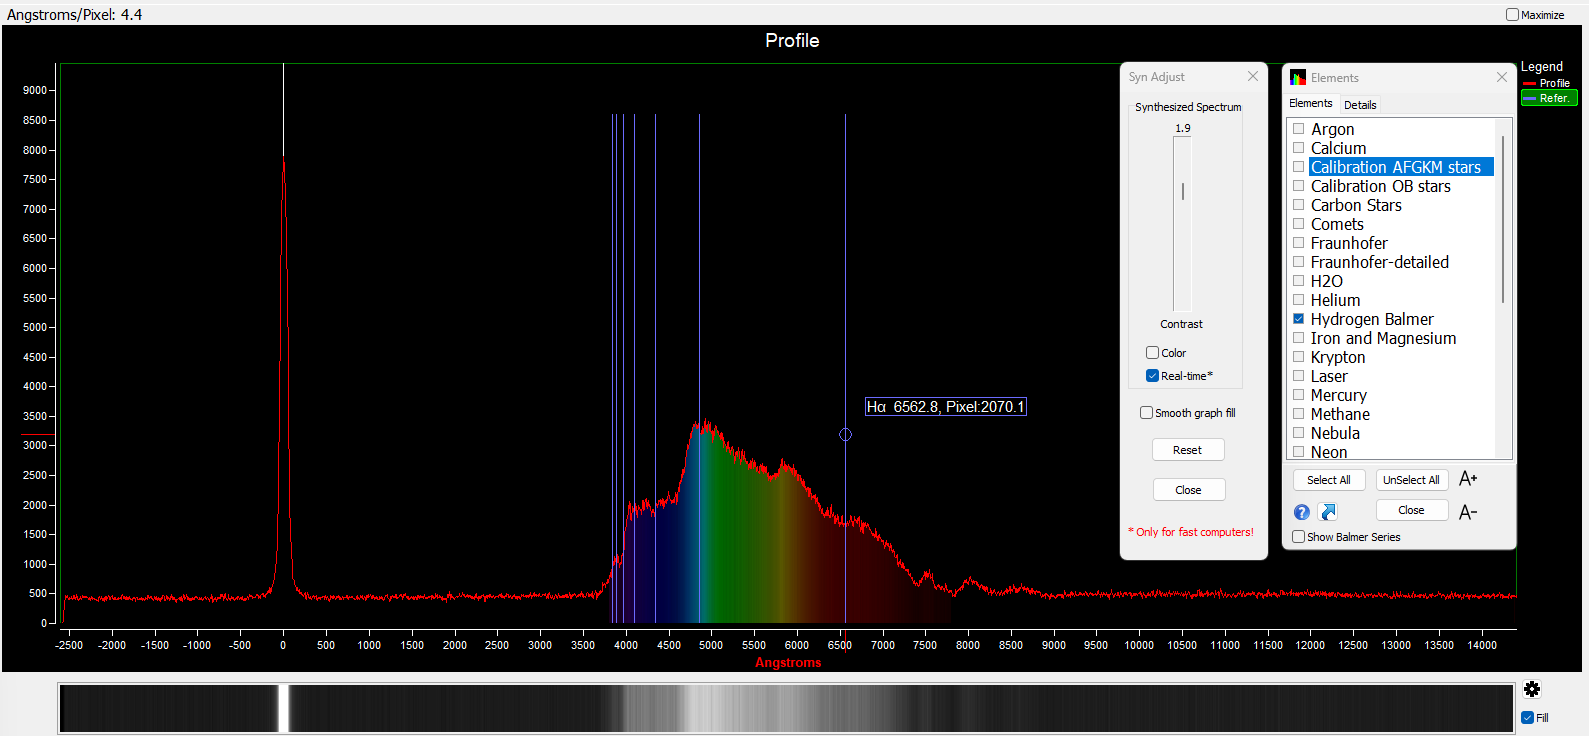 Angstroms/Pixel: 4.4
Maximize
Profile
Legend
Profile
Refer.
9000
8500
8000
7500
7000
6500
6000
5500
5000
4500
4000
3500
3000
2500
2000
1500
1000
500
0
-2500 -2000 -1500 -1000 -500 0 500 1000 1500 2000 2500 3000 3500 4000 4500 5000 5500 6000 6500 7000 7500 8000 8500 9000 9500 10000 10500 11000 11500 12000 12500 13000 13500 14000
Angstroms
Hα 6562.8, Pixel:2070.1
Syn Adjust
Synthesized Spectrum
1.9
Contrast
Color
Real-time*
Smooth graph fill
Reset
Close
* Only for fast computers!
Elements
Elements Details
Argon
Calcium
Calibration AFGKM stars
Calibration OB stars
Carbon Stars
Comets
Fraunhofer
Fraunhofer-detailed
H2O
Helium
Hydrogen Balmer
Iron and Magnesium
Krypton
Laser
Mercury
Methane
Nebula
Neon
Select All UnSelect All A+
? Close A-
Show Balmer Series
Fill